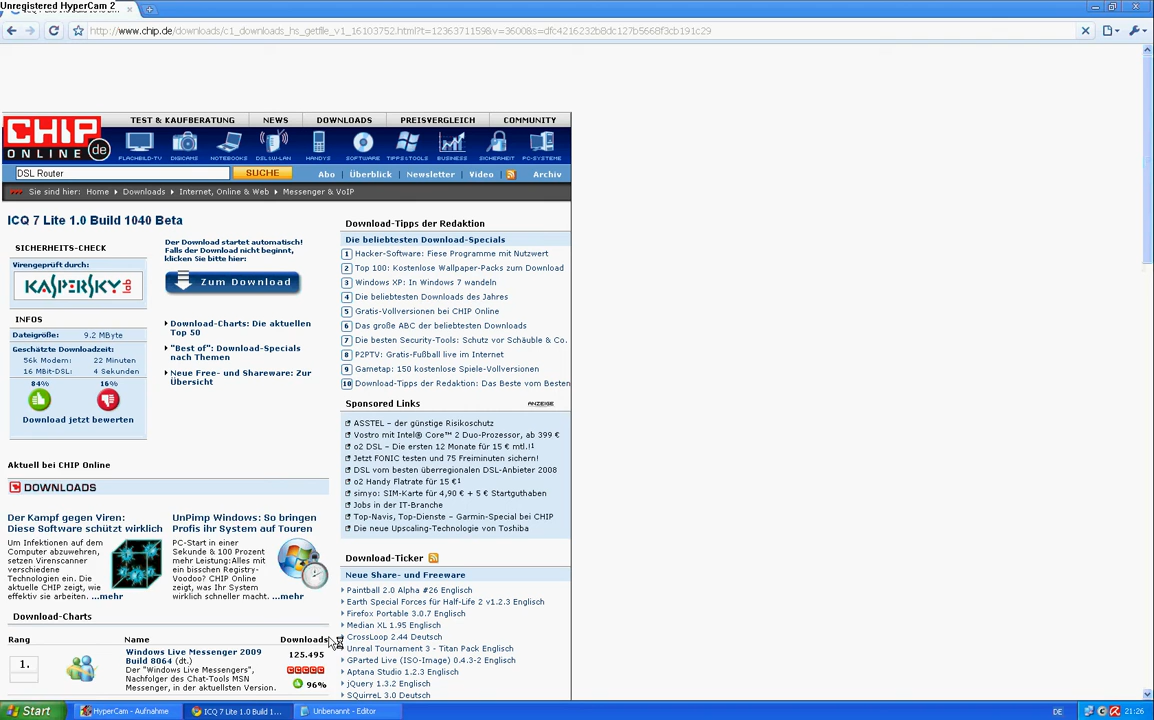 Unregistered HyperCam 2
http://www.chip.de/downloads/c1_downloads_hs_getfile_v1_16103752.html?t=1236371159&v=3600&s=dfc4216232b8dc127b5668f3cb191c29
CHIP ONLINE de
TEST & KAUFBERATUNG NEWS DOWNLOADS PREISVERGLEICH COMMUNITY
FLACHBILD-TV DIGICAMS NOTEBOOKS DSL & W-LAN HANDYS SOFTWARE TIPPS & TOOLS BUSINESS SICHERHEIT PC-SYSTEME
DSL Router SUCHE Abo Überblick Newsletter Video Archiv
Sie sind hier: Home Downloads Internet, Online & Web Messenger & VoIP
ICQ 7 Lite 1.0 Build 1040 Beta
SICHERHEITS-CHECK
Virengeprüft durch:
KASPERSKY
INFOS
Dateigröße: 9.2 MByte
Geschätzte Downloadzeit:
56k Modem: 22 Minuten
16 MBit-DSL: 4 Sekunden
84% 16%
Download jetzt bewerten
Der Download startet automatisch!
Falls der Download nicht beginnt,
klicken Sie bitte hier:
Zum Download
Download-Charts: Die aktuellen
Top 50
"Best of": Download-Specials
nach Themen
Neue Free- und Shareware: Zur
Übersicht
Aktuell bei CHIP Online
DOWNLOADS
Der Kampf gegen Viren:
Diese Software schützt wirklich
Um Infektionen auf dem
Computer abzuwehren,
setzen Virenscanner
verschiedene
Technologien ein. Die
aktuelle CHIP zeigt, wie
effektiv sie arbeiten. ...mehr
UnPimp Windows: So bringen
Profis ihr System auf Touren
PC-Start in einer
Sekunde & 100 Prozent
mehr Leistung:Alles mit
ein bisschen Registry-
Voodoo? CHIP Online
zeigt, was Ihr System
wirklich schneller macht. ...mehr
Download-Charts
Rang Name Downloads
1. Windows Live Messenger 2009
Build 8064 (dt.)
Der "Windows Live Messengers",
Nachfolger des Chat-Tools MSN
Messenger, in der aktuellsten Version.
125.495
96%
Download-Tipps der Redaktion
Die beliebtesten Download-Specials
1 Hacker-Software: Fiese Programme mit Nutzwert
2 Top 100: Kostenlose Wallpaper-Packs zum Download
3 Windows XP: In Windows 7 wandeln
4 Die beliebtesten Downloads des Jahres
5 Gratis-Vollversionen bei CHIP Online
6 Das große ABC der beliebtesten Downloads
7 Die besten Security-Tools: Schutz vor Schäuble & Co.
8 P2PTV: Gratis-Fußball live im Internet
9 Gametap: 150 kostenlose Spiele-Vollversionen
10 Download-Tipps der Redaktion: Das Beste vom Besten
Sponsored Links ANZEIGE
ASSTEL – der günstige Risikoschutz
Vostro mit Intel® Core™ 2 Duo-Prozessor, ab 399 €
o2 DSL – Die ersten 12 Monate für 15 € mtl.!¹
Jetzt FONIC testen und 75 Freiminuten sichern!
DSL vom besten überregionalen DSL-Anbieter 2008
o2 Handy Flatrate für 15 €¹
simyo: SIM-Karte für 4,90 € + 5 € Startguthaben
Jobs in der IT-Branche
Top-Navis, Top-Dienste – Garmin-Special bei CHIP
Die neue Upscaling-Technologie von Toshiba
Download-Ticker
Neue Share- und Freeware
Paintball 2.0 Alpha #26 Englisch
Earth Special Forces für Half-Life 2 v1.2.3 Englisch
Firefox Portable 3.0.7 Englisch
Median XL 1.95 Englisch
CrossLoop 2.44 Deutsch
Unreal Tournament 3 - Titan Pack Englisch
GParted Live (ISO-Image) 0.4.3-2 Englisch
Aptana Studio 1.2.3 Englisch
jQuery 1.3.2 Englisch
SQuirreL 3.0 Deutsch
Start HyperCam - Aufnahme ICQ 7 Lite 1.0 Build 1... Unbenannt - Editor DE 21:26